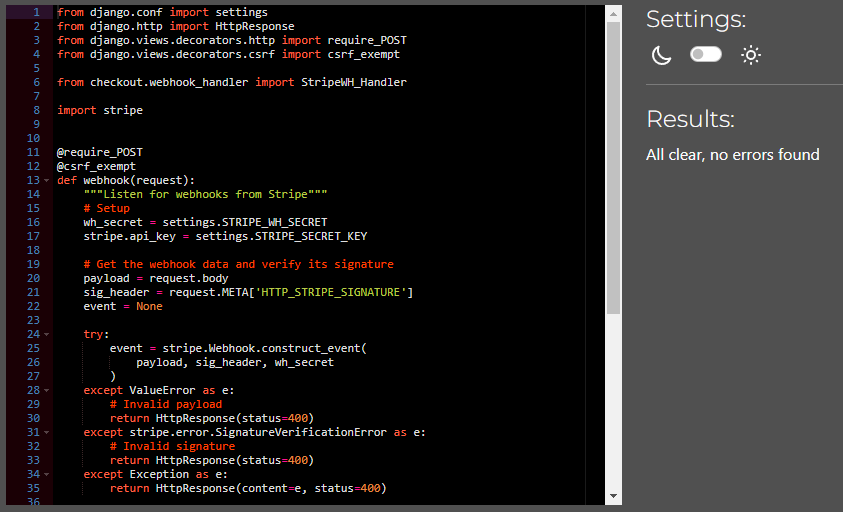 1 from django.conf import settings
2 from django.http import HttpResponse
3 from django.views.decorators.http import require_POST
4 from django.views.decorators.csrf import csrf_exempt
5
6 from checkout.webhook_handler import StripeWH_Handler
7
8 import stripe
9
10
11 @require_POST
12 @csrf_exempt
13 def webhook(request):
14     """Listen for webhooks from Stripe"""
15     # Setup
16     wh_secret = settings.STRIPE_WH_SECRET
17     stripe.api_key = settings.STRIPE_SECRET_KEY
18
19     # Get the webhook data and verify its signature
20     payload = request.body
21     sig_header = request.META['HTTP_STRIPE_SIGNATURE']
22     event = None
23
24     try:
25         event = stripe.Webhook.construct_event(
26             payload, sig_header, wh_secret
27         )
28     except ValueError as e:
29         # Invalid payload
30         return HttpResponse(status=400)
31     except stripe.error.SignatureVerificationError as e:
32         # Invalid signature
33         return HttpResponse(status=400)
34     except Exception as e:
35         return HttpResponse(content=e, status=400)
36
Settings:
Results:
All clear, no errors found